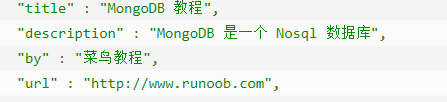 "title" : "MongoDB 教程",
"description" : "MongoDB 是一个 Nosql 数据库",
"by" : "菜鸟教程",
"url" : "http://www.runoob.com",